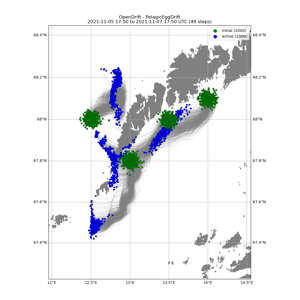 OpenDrift - PelagicEggDrift
2021-11-05 17:50 to 2021-11-07 17:50 UTC (49 steps)
initial (2000)
active (2000)
68.4°N
68.4°N
68.2°N
68.2°N
68°N
68°N
67.8°N
67.8°N
67.6°N
67.6°N
67.4°N
67.4°N
12°E
12.5°E
13°E
13.5°E
14°E
14.5°E